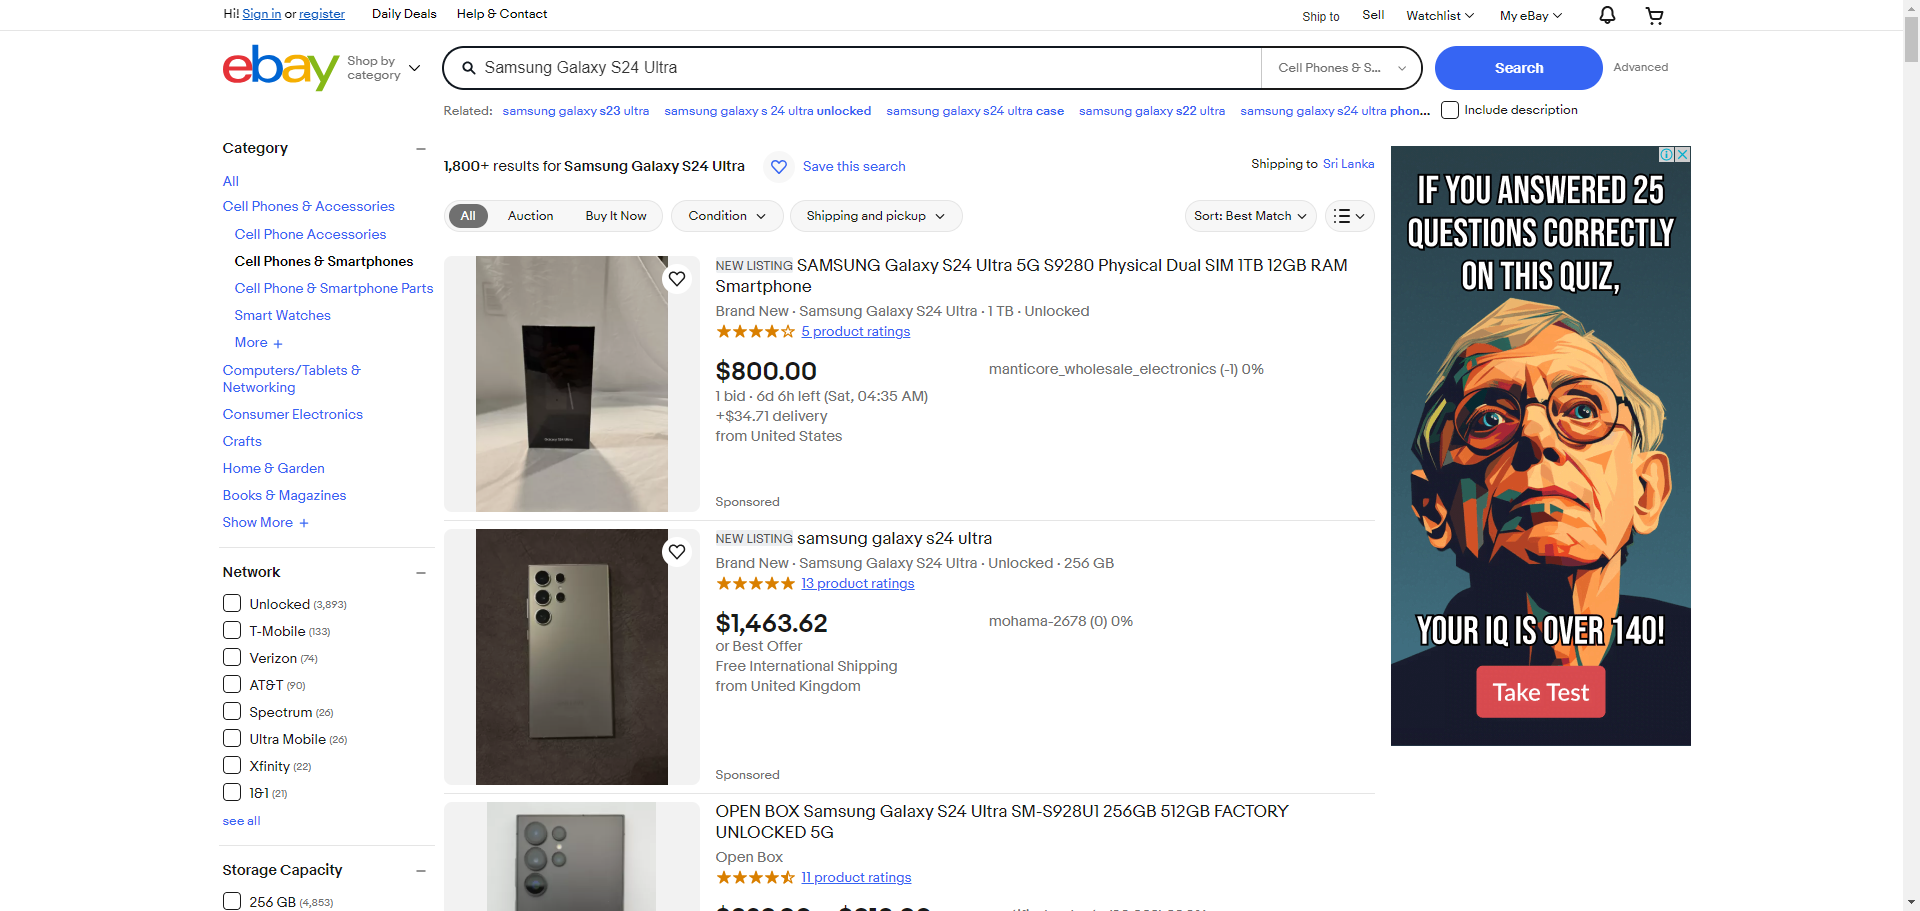 Hi! Sign in or register
Daily Deals
Help & Contact
Ship to
Sell
Watchlist
My eBay
ebay
Shop by
category
Samsung Galaxy S24 Ultra
Cell Phones & S...
Search
Advanced
Related:
samsung galaxy s23 ultra
samsung galaxy s 24 ultra unlocked
samsung galaxy s24 ultra case
samsung galaxy s22 ultra
samsung galaxy s24 ultra phon...
Include description
Category
All
Cell Phones & Accessories
Cell Phone Accessories
Cell Phones & Smartphones
Cell Phone & Smartphone Parts
Smart Watches
More +
Computers/Tablets &
Networking
Consumer Electronics
Crafts
Home & Garden
Books & Magazines
Show More +
Network
Unlocked (3,893)
T-Mobile (133)
Verizon (74)
AT&T (90)
Spectrum (26)
Ultra Mobile (26)
Xfinity (22)
1&1 (21)
see all
Storage Capacity
256 GB (4,853)
1,800+ results for Samsung Galaxy S24 Ultra
Save this search
Shipping to Sri Lanka
All
Auction
Buy It Now
Condition
Shipping and pickup
Sort: Best Match
NEW LISTING SAMSUNG Galaxy S24 Ultra 5G S9280 Physical Dual SIM 1TB 12GB RAM
Smartphone
Brand New · Samsung Galaxy S24 Ultra · 1 TB · Unlocked
5 product ratings
$800.00
manticore_wholesale_electronics (-1) 0%
1 bid · 6d 6h left (Sat, 04:35 AM)
+$34.71 delivery
from United States
Sponsored
NEW LISTING samsung galaxy s24 ultra
Brand New · Samsung Galaxy S24 Ultra · Unlocked · 256 GB
13 product ratings
$1,463.62
mohama-2678 (0) 0%
or Best Offer
Free International Shipping
from United Kingdom
Sponsored
OPEN BOX Samsung Galaxy S24 Ultra SM-S928U1 256GB 512GB FACTORY
UNLOCKED 5G
Open Box
11 product ratings
IF YOU ANSWERED 25
QUESTIONS CORRECTLY
ON THIS QUIZ,
YOUR IQ IS OVER 140!
Take Test